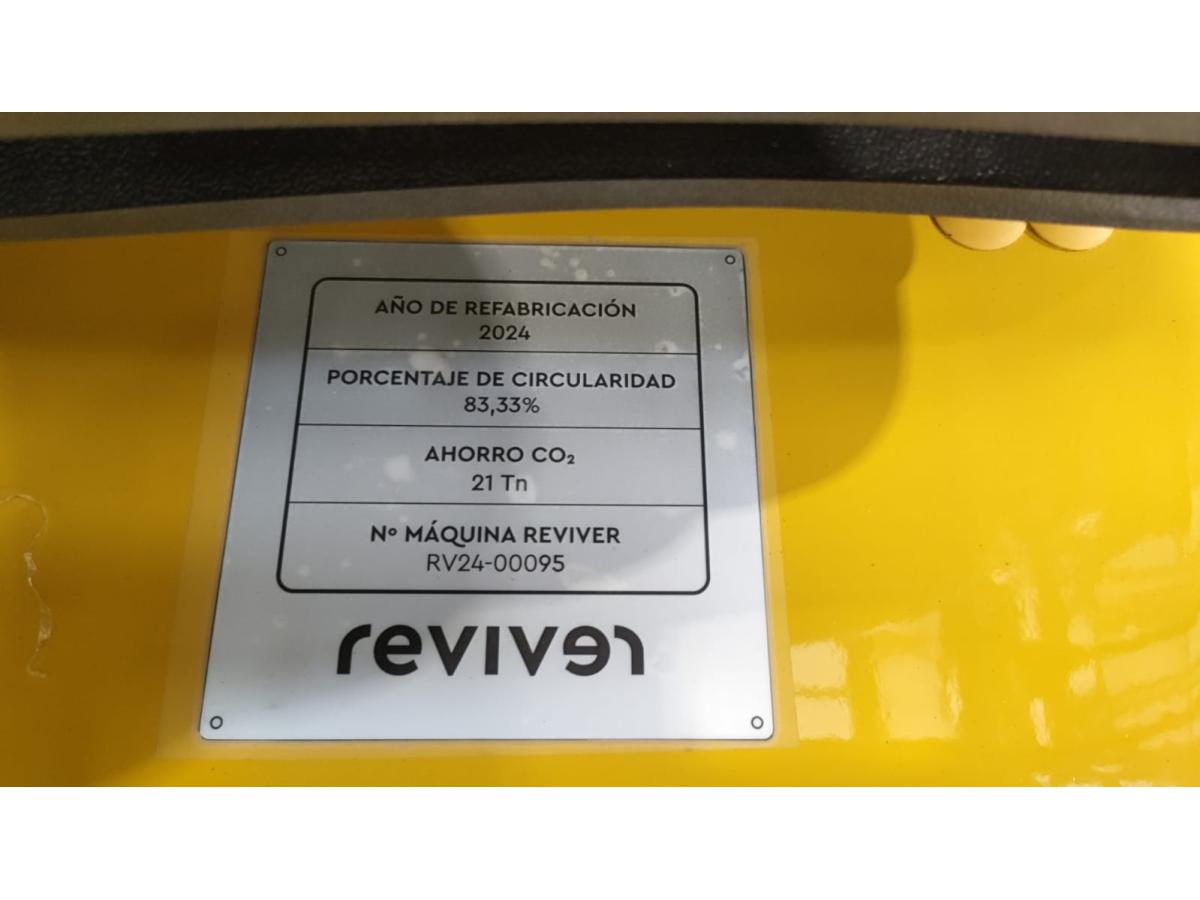 AÑO DE REFABRICACIÓN
2024
PORCENTAJE DE CIRCULARIDAD
83,33%
AHORRO CO₂
21 Tn
Nº MÁQUINA REVIVER
RV24-00095
reviver